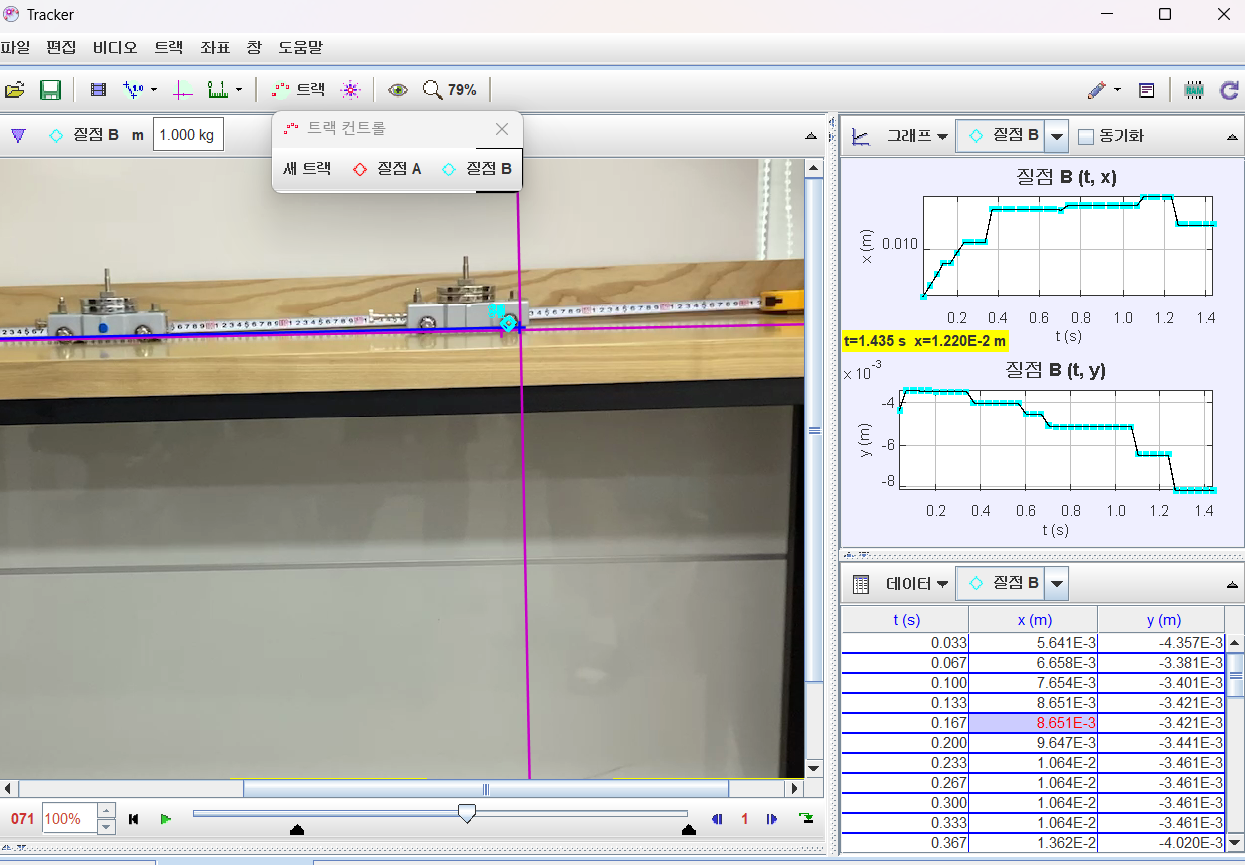 Tracker
파일 편집 비디오 트랙 좌표 창 도움말
1.0
0 1
트랙
79%
RAM
질점 B m 1.000 kg
트랙 컨트롤
새 트랙 질점 A 질점 B
그래프 질점 B 동기화
질점 B (t, x)
x (m)
0.010
0.2 0.4 0.6 0.8 1.0 1.2 1.4
t (s)
t=1.435 s x=1.220E-2 m
질점 B (t, y)
× 10-3
y (m)
-4
-6
-8
0.2 0.4 0.6 0.8 1.0 1.2 1.4
t (s)
데이터 질점 B
t (s) x (m) y (m)
0.033 5.641E-3 -4.357E-3
0.067 6.658E-3 -3.381E-3
0.100 7.654E-3 -3.401E-3
0.133 8.651E-3 -3.421E-3
0.167 8.651E-3 -3.421E-3
0.200 9.647E-3 -3.441E-3
0.233 1.064E-2 -3.461E-3
0.267 1.064E-2 -3.461E-3
0.300 1.064E-2 -3.461E-3
0.333 1.064E-2 -3.461E-3
0.367 1.362E-2 -4.020E-3
071 100% 1